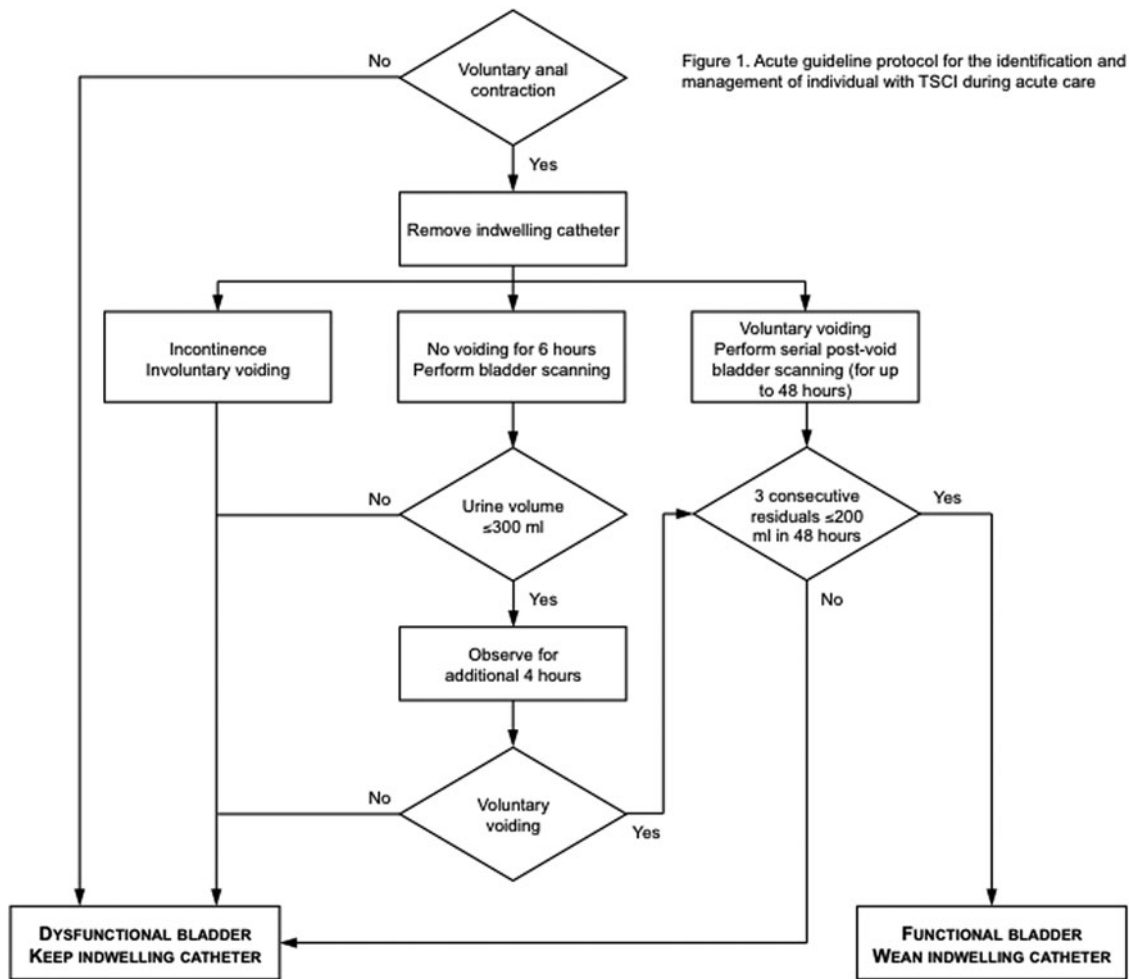 No
Voluntary anal
contraction
Figure 1. Acute guideline protocol for the identification and
management of individual with TSCI during acute care
Yes
Remove indwelling catheter
Incontinence
Involuntary voiding
No voiding for 6 hours
Perform bladder scanning
Voluntary voiding
Perform serial post-void
bladder scanning (for up
to 48 hours)
No
Urine volume
≤300 ml
3 consecutive
residuals ≤200
ml in 48 hours
Yes
Yes
No
Observe for
additional 4 hours
No
Voluntary
voiding
Yes
DYSFUNCTIONAL BLADDER
KEEP INDWELLING CATHETER
FUNCTIONAL BLADDER
WEAN INDWELLING CATHETER